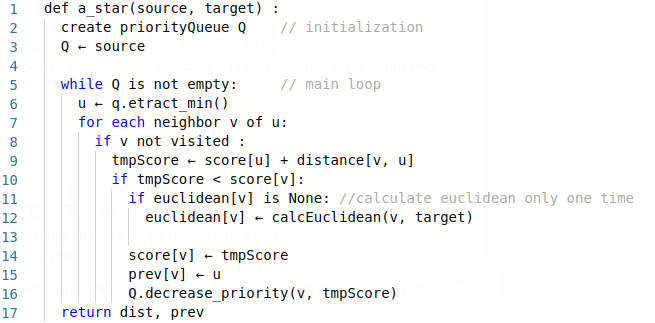 1 def a_star(source, target) :
2 create priorityQueue Q // initialization
3 Q ← source
4
5 while Q is not empty: // main loop
6 u ← q.etract_min()
7 for each neighbor v of u:
8 if v not visited :
9 tmpScore ← score[u] + distance[v, u]
10 if tmpScore < score[v]:
11 if euclidean[v] is None: //calculate euclidean only one time
12 euclidean[v] ← calcEuclidean(v, target)
13
14 score[v] ← tmpScore
15 prev[v] ← u
16 Q.decrease_priority(v, tmpScore)
17 return dist, prev